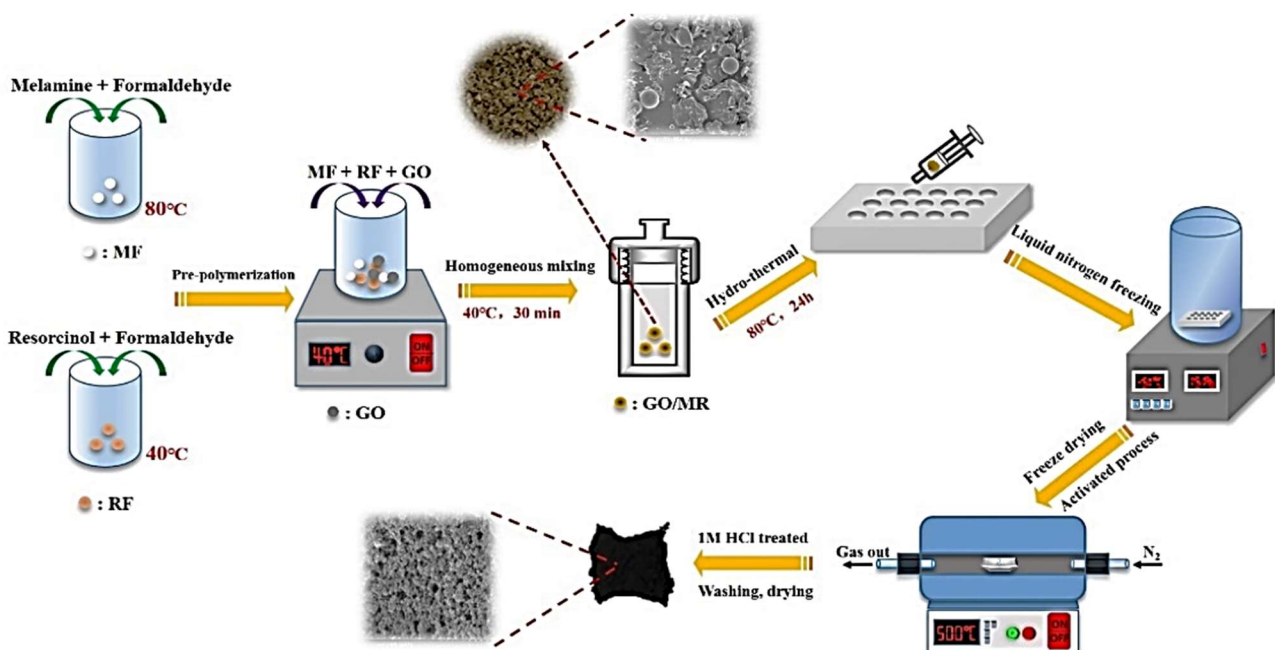 Melamine + Formaldehyde
80℃
: MF
Pre-polymerization
Resorcinol + Formaldehyde
40℃
: RF
MF + RF + GO
40℃
ON
OFF
: GO
Homogeneous mixing
40℃, 30 min
: GO/MR
Hydro-thermal
80℃, 24h
Liquid nitrogen freezing
Freeze drying
Activated process
Gas out
N₂
500℃
ON
OFF
1M HCl treated
Washing, drying